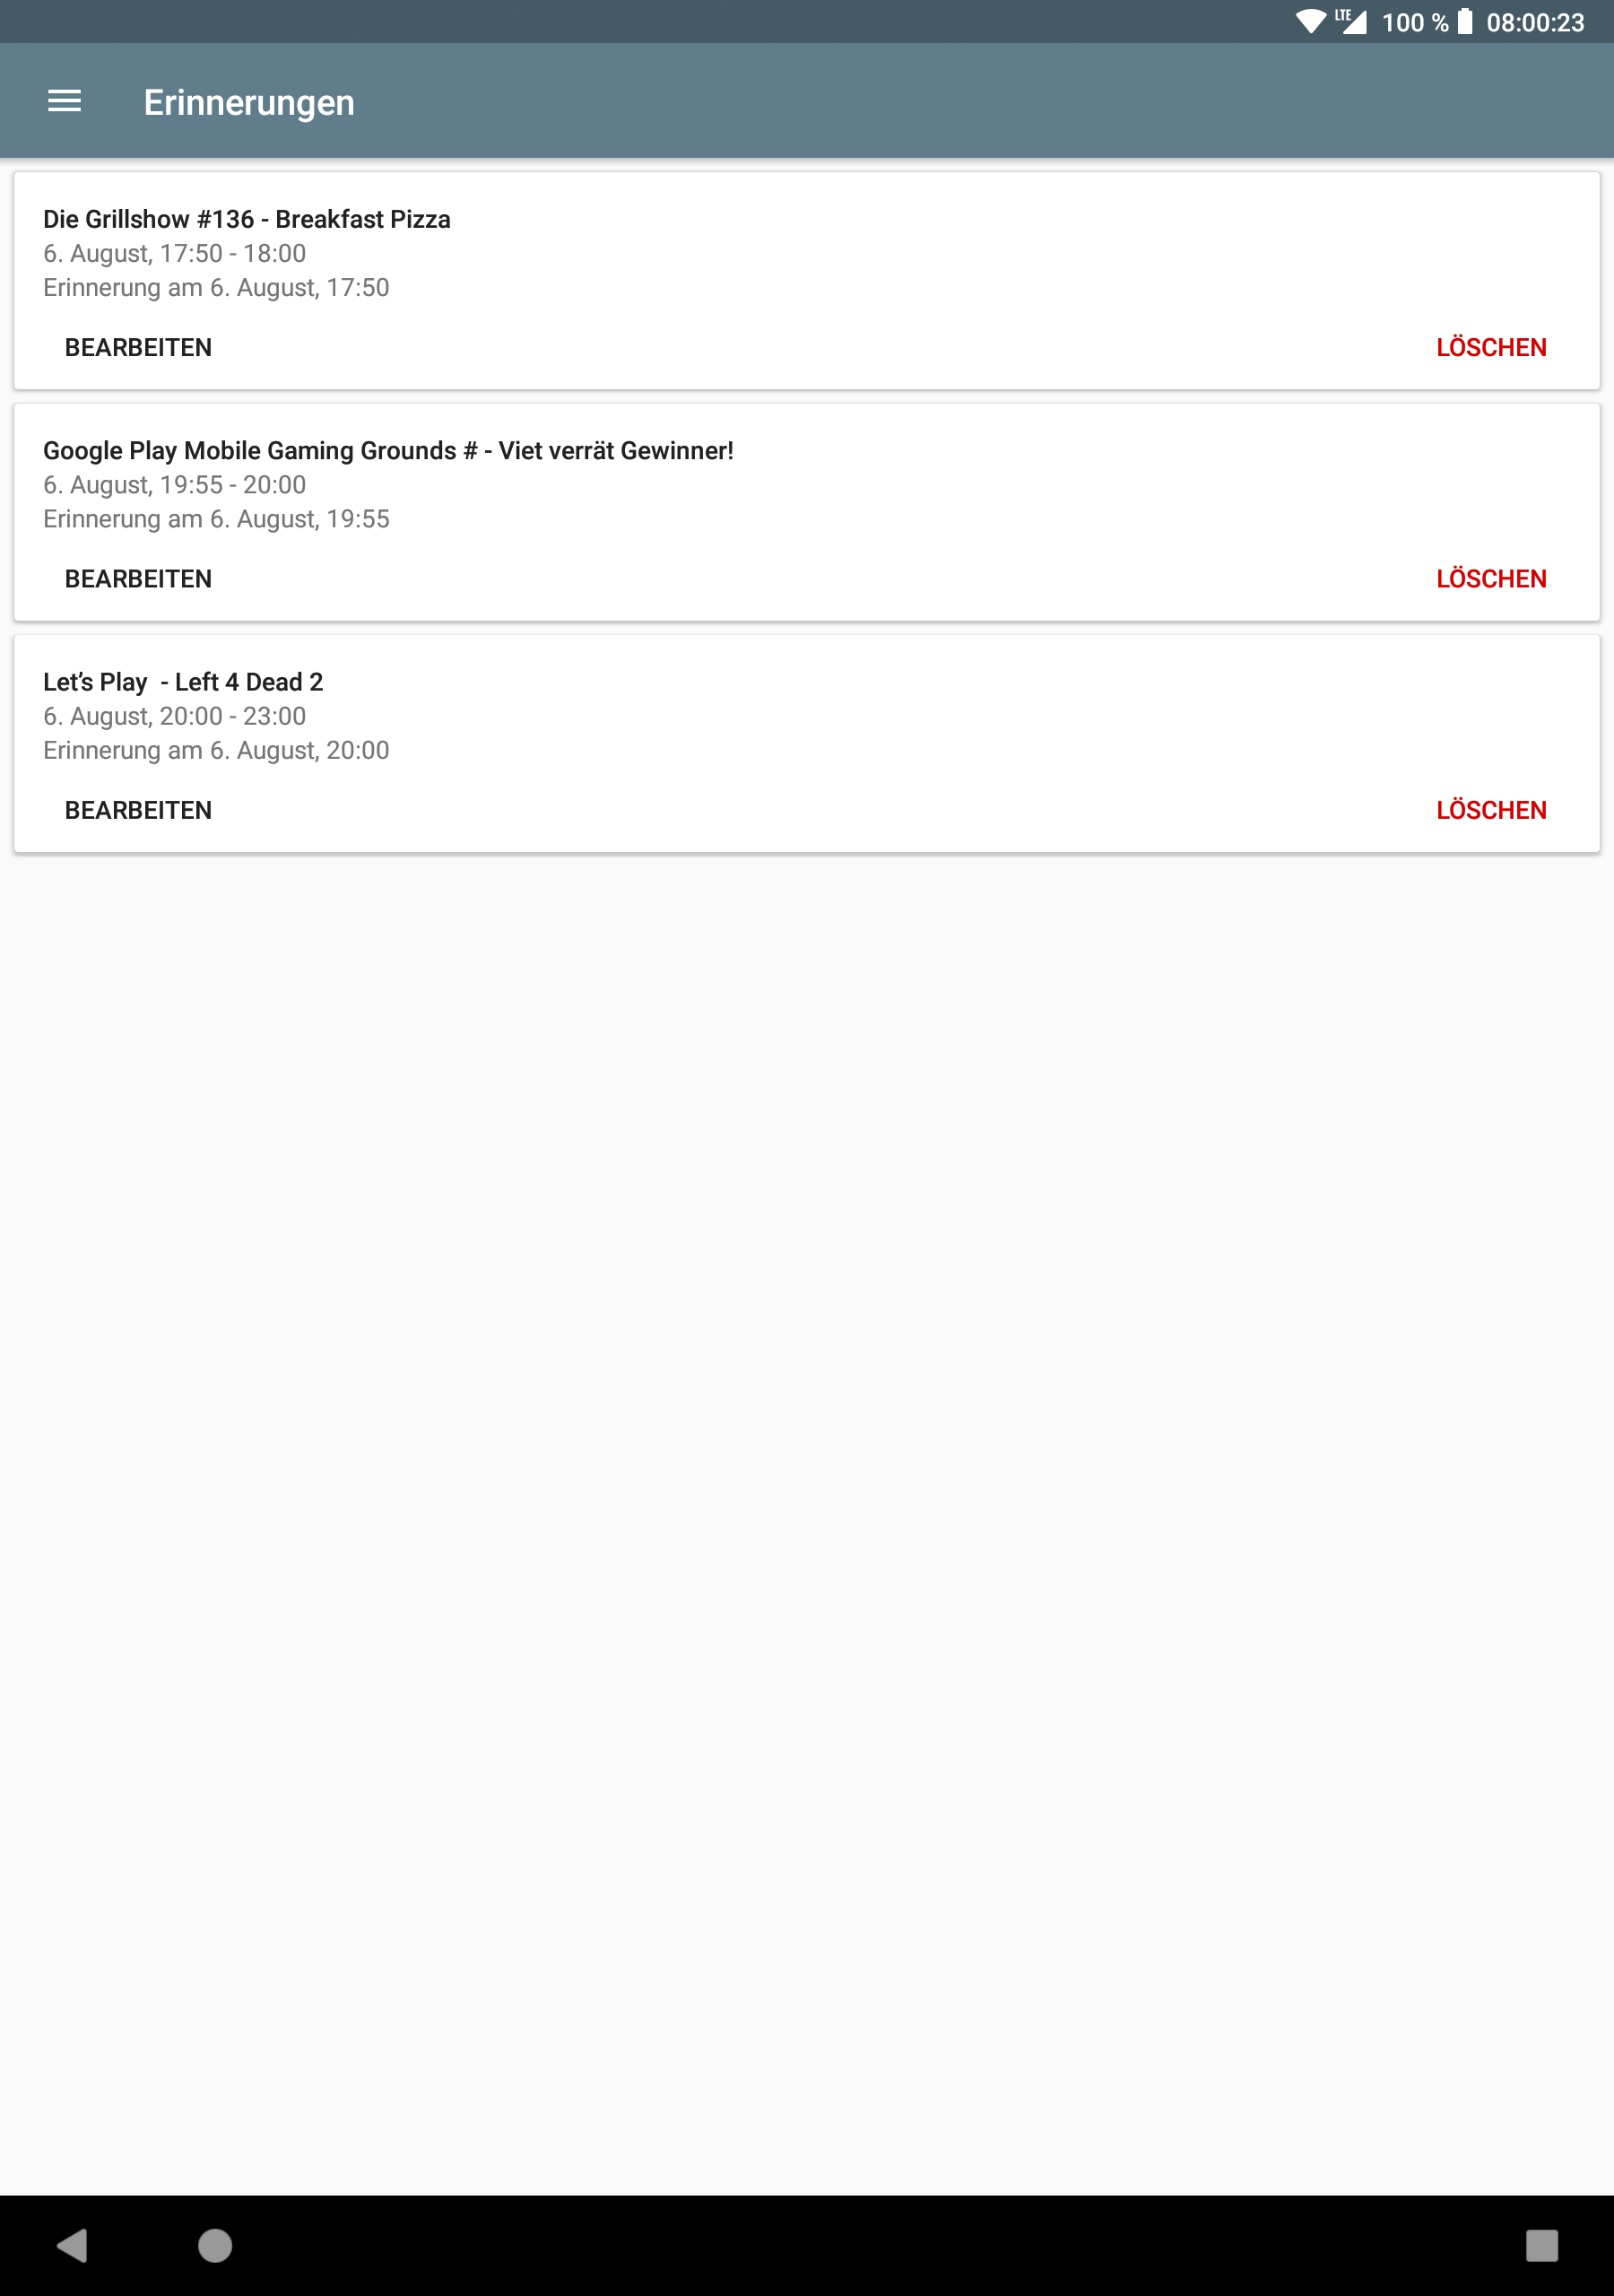 LTE 100 % 08:00:23
Erinnerungen
Die Grillshow #136 - Breakfast Pizza
6. August, 17:50 - 18:00
Erinnerung am 6. August, 17:50
BEARBEITEN LÖSCHEN
Google Play Mobile Gaming Grounds # - Viet verrät Gewinner!
6. August, 19:55 - 20:00
Erinnerung am 6. August, 19:55
BEARBEITEN LÖSCHEN
Let’s Play  - Left 4 Dead 2
6. August, 20:00 - 23:00
Erinnerung am 6. August, 20:00
BEARBEITEN LÖSCHEN